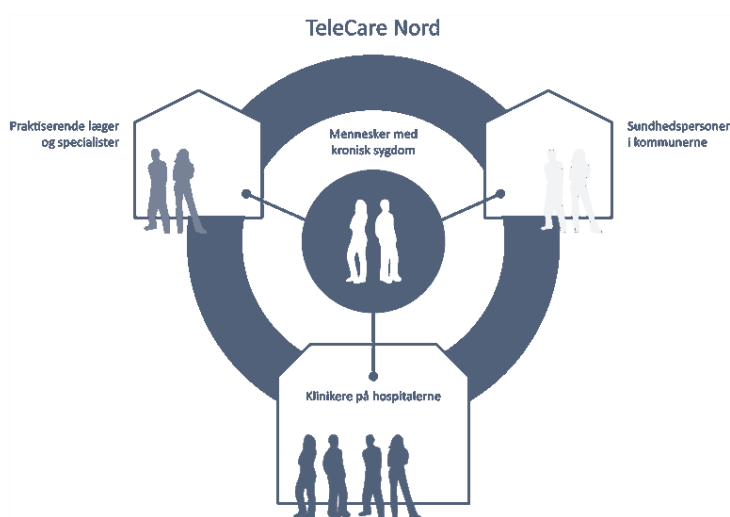 TeleCare Nord
Praktiserende læger
og specialister
Mennesker med
kronisk sygdom
Sundhedspersoner
i kommunerne
Klinikere på hospitalerne